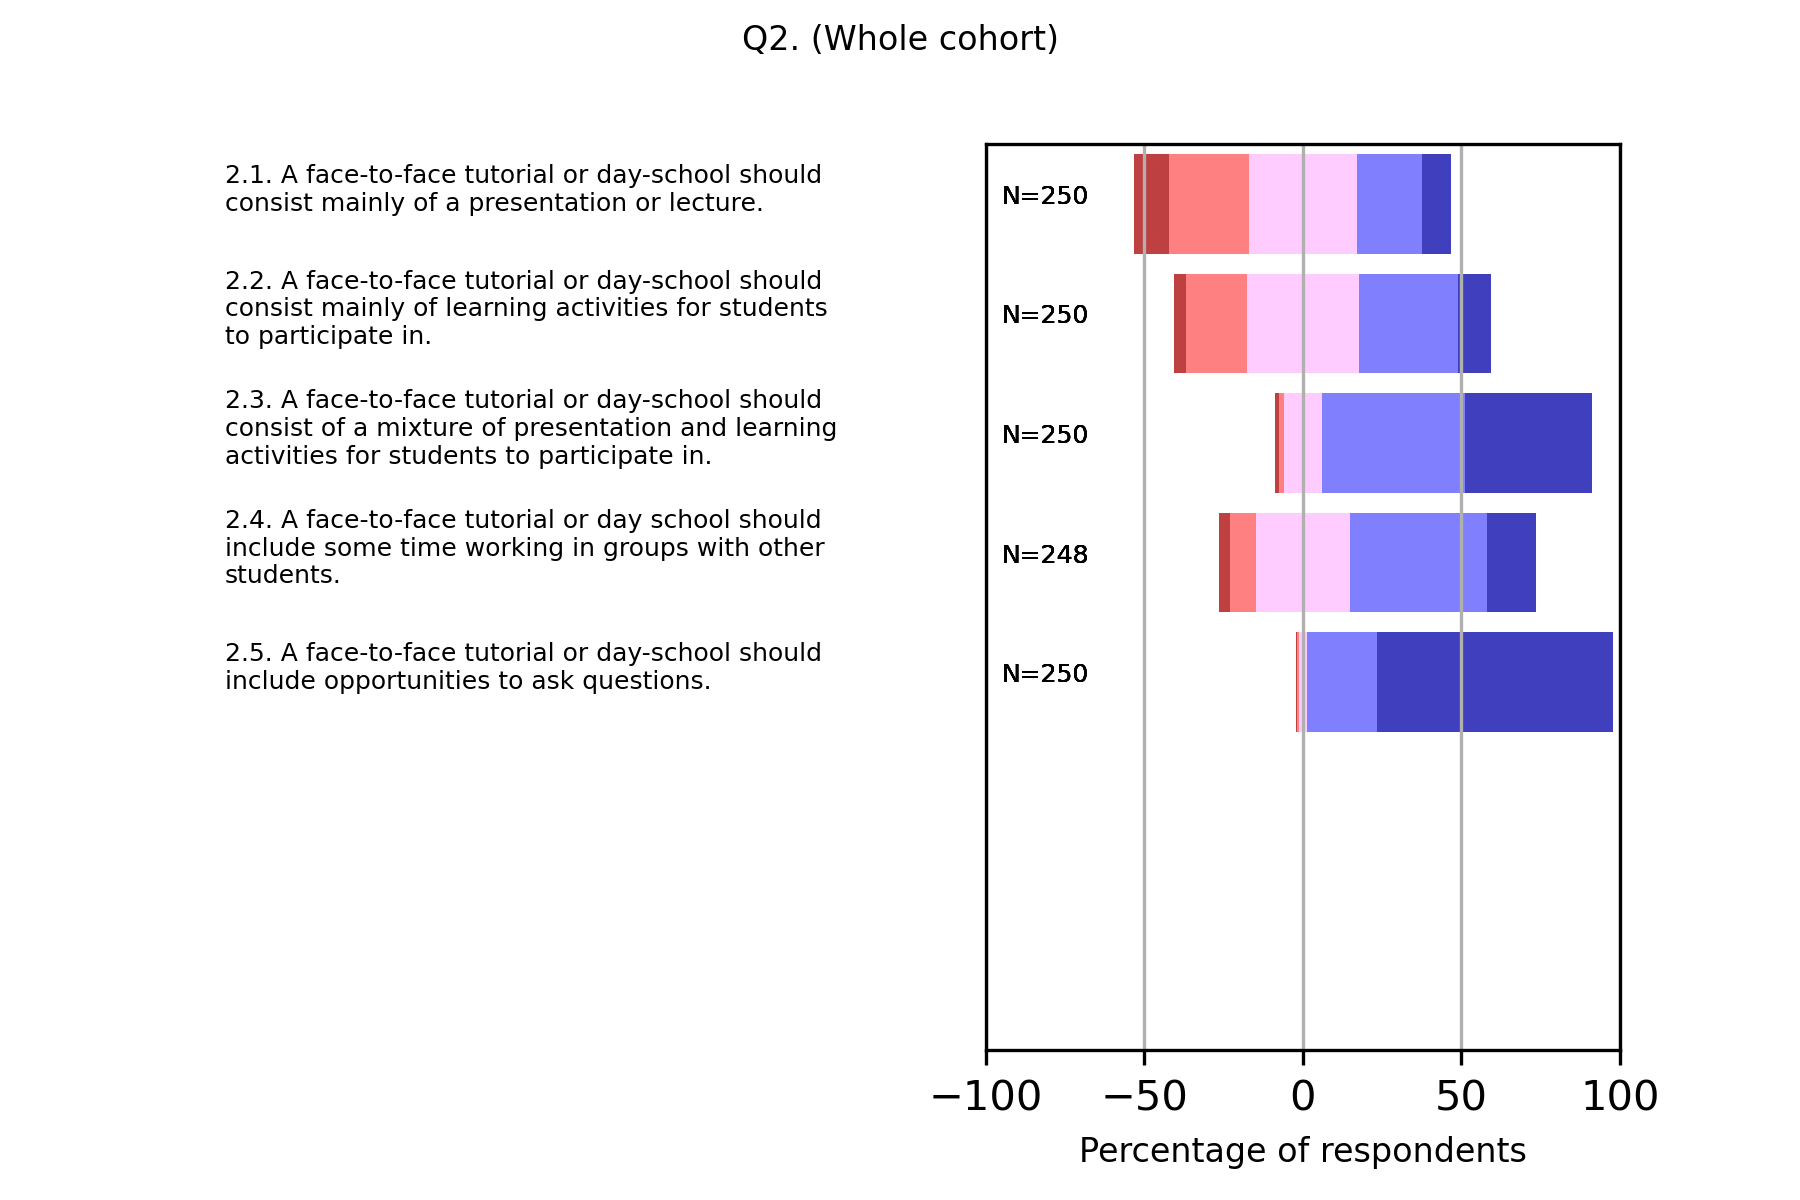 Q2. (Whole cohort)
2.1. A face-to-face tutorial or day-school should
consist mainly of a presentation or lecture.
N=250
2.2. A face-to-face tutorial or day-school should
consist mainly of learning activities for students
to participate in.
N=250
2.3. A face-to-face tutorial or day-school should
consist of a mixture of presentation and learning
activities for students to participate in.
N=250
2.4. A face-to-face tutorial or day school should
include some time working in groups with other
students.
N=248
2.5. A face-to-face tutorial or day-school should
include opportunities to ask questions.
N=250
−100 −50 0 50 100
Percentage of respondents